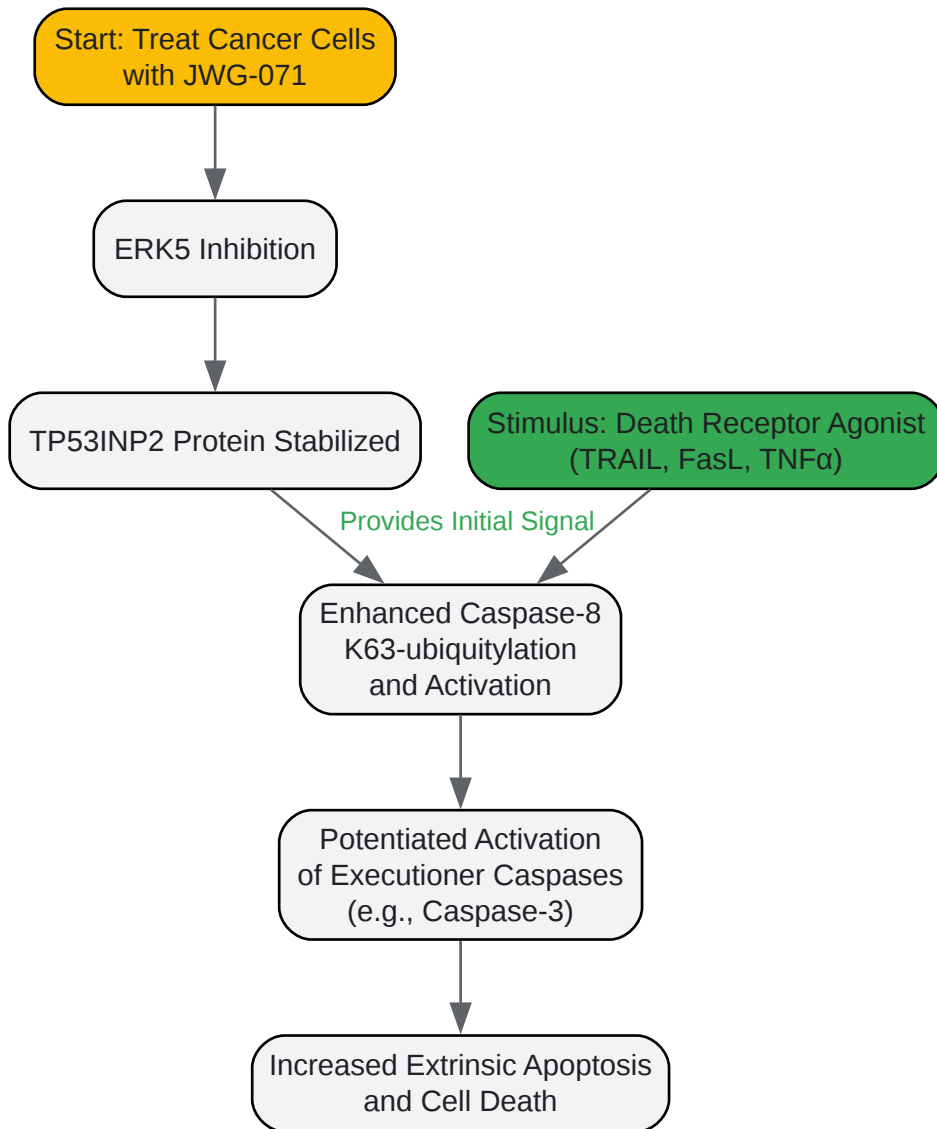 Start: Treat Cancer Cells
with JWG-071
ERK5 Inhibition
TP53INP2 Protein Stabilized
Stimulus: Death Receptor Agonist
(TRAIL, FasL, TNFα)
Provides Initial Signal
Enhanced Caspase-8
K63-ubiquitylation
and Activation
Potentiated Activation
of Executioner Caspases
(e.g., Caspase-3)
Increased Extrinsic Apoptosis
and Cell Death